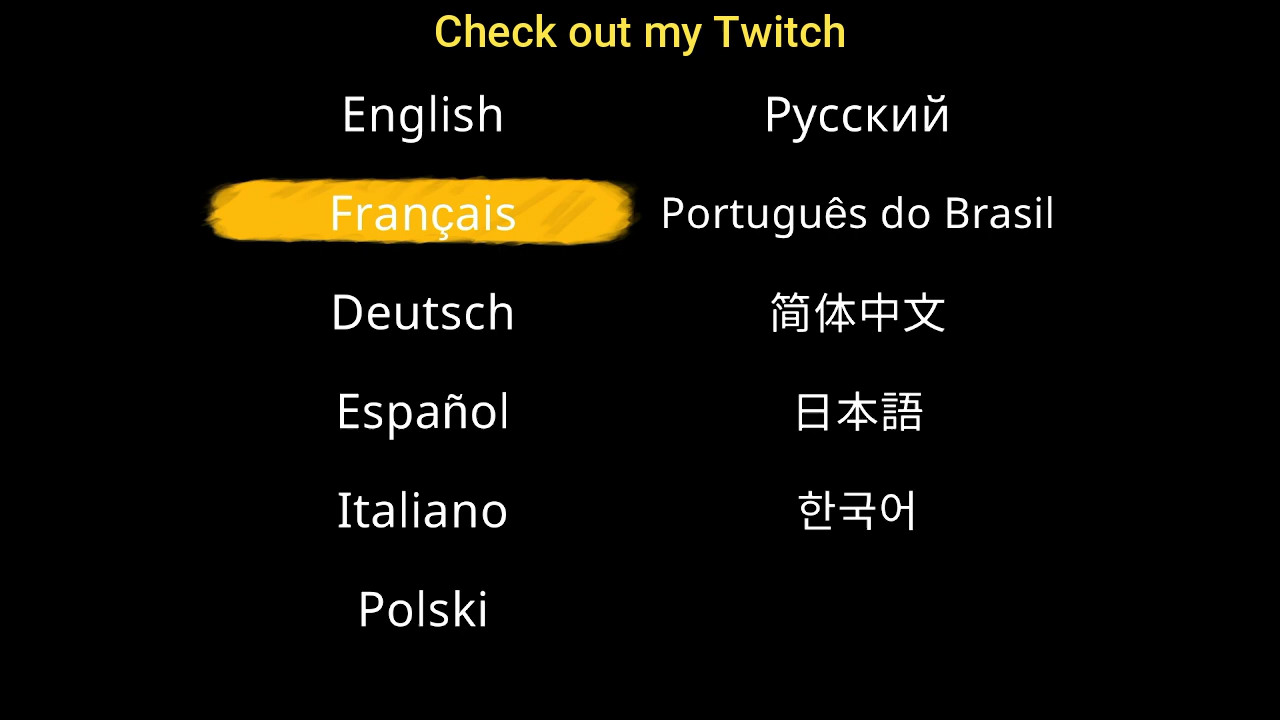 Check out my Twitch
English
Français
Deutsch
Español
Italiano
Polski
Русский
Português do Brasil
简体中文
日本語
한국어